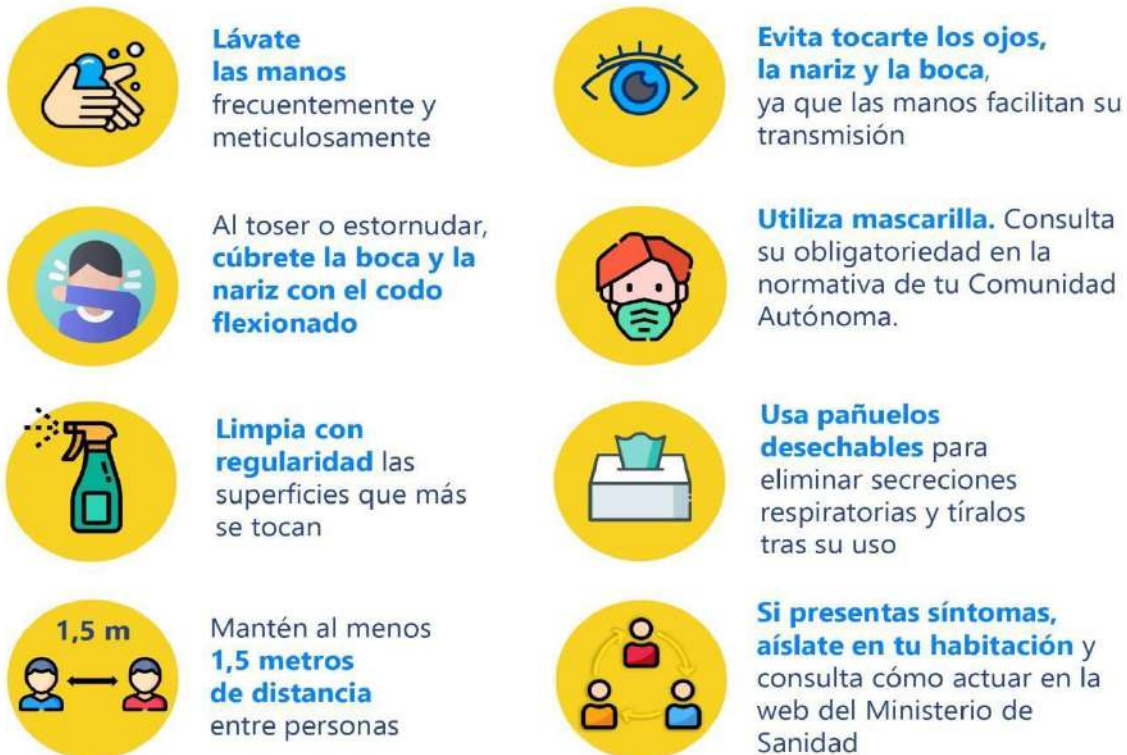 Lávate
las manos
frecuentemente y
meticulosamente
Evita tocarte los ojos,
la nariz y la boca,
ya que las manos facilitan su
transmisión
Al toser o estornudar,
cúbrete la boca y la
nariz con el codo
flexionado
Utiliza mascarilla. Consulta
su obligatoriedad en la
normativa de tu Comunidad
Autónoma.
Limpia con
regularidad las
superficies que más
se tocan
Usa pañuelos
desechables para
eliminar secreciones
respiratorias y tíralos
tras su uso
1,5 m
Mantén al menos
1,5 metros
de distancia
entre personas
Si presentas síntomas,
aíslate en tu habitación y
consulta cómo actuar en la
web del Ministerio de
Sanidad